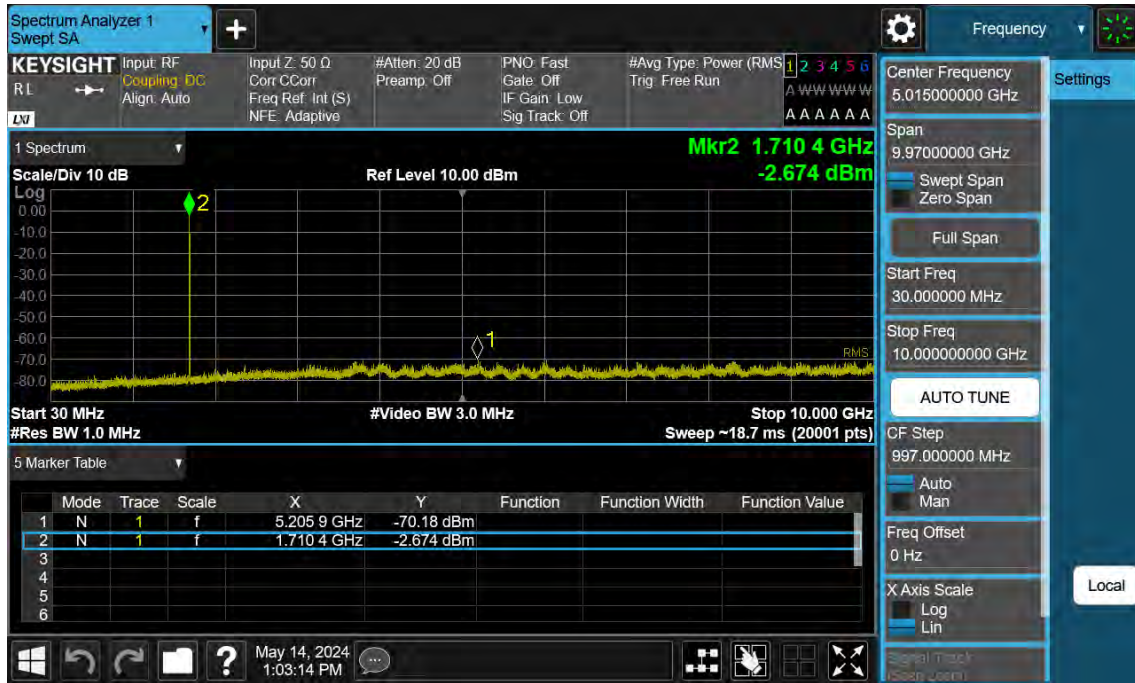 Spectrum Analyzer 1
Swept SA
+
Frequency
KEYSIGHT
RL
LXI
Input: RF
Coupling: DC
Align: Auto
Input Z: 50 Ω
Corr CCorr
Freq Ref: Int (S)
NFE: Adaptive
#Atten: 20 dB
Preamp: Off
PNO: Fast
Gate: Off
IF Gain: Low
Sig Track: Off
#Avg Type: Power (RMS
Trig: Free Run
1 2 3 4 5 6
A W W W W W
A A A A A A
Center Frequency
5.015000000 GHz
Settings
1 Spectrum
Mkr2 1.710 4 GHz
-2.674 dBm
Scale/Div 10 dB
Ref Level 10.00 dBm
Log
0.00
-10.0
-20.0
-30.0
-40.0
-50.0
-60.0
-70.0
-80.0
2
1
RMS
Start 30 MHz
#Video BW 3.0 MHz
Stop 10.000 GHz
#Res BW 1.0 MHz
Sweep ~18.7 ms (20001 pts)
Span
9.97000000 GHz
Swept Span
Zero Span
Full Span
Start Freq
30.000000 MHz
Stop Freq
10.000000000 GHz
AUTO TUNE
CF Step
997.000000 MHz
Auto
Man
Freq Offset
0 Hz
X Axis Scale
Log
Lin
Signal Track
(Span Zoom)
Local
5 Marker Table
Mode Trace Scale X Y Function Function Width Function Value
1 N 1 f 5.205 9 GHz -70.18 dBm
2 N 1 f 1.710 4 GHz -2.674 dBm
3
4
5
6
?
May 14, 2024
1:03:14 PM